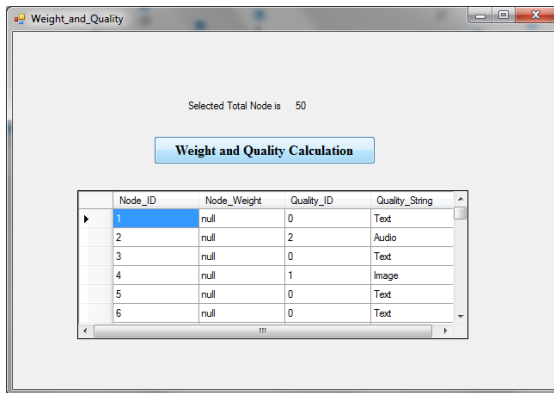 Weight_and_Quality
Selected Total Node is 50
Weight and Quality Calculation
Node_ID Node_Weight Quality_ID Quality_String
1 null 0 Text
2 null 2 Audio
3 null 0 Text
4 null 1 Image
5 null 0 Text
6 null 0 Text